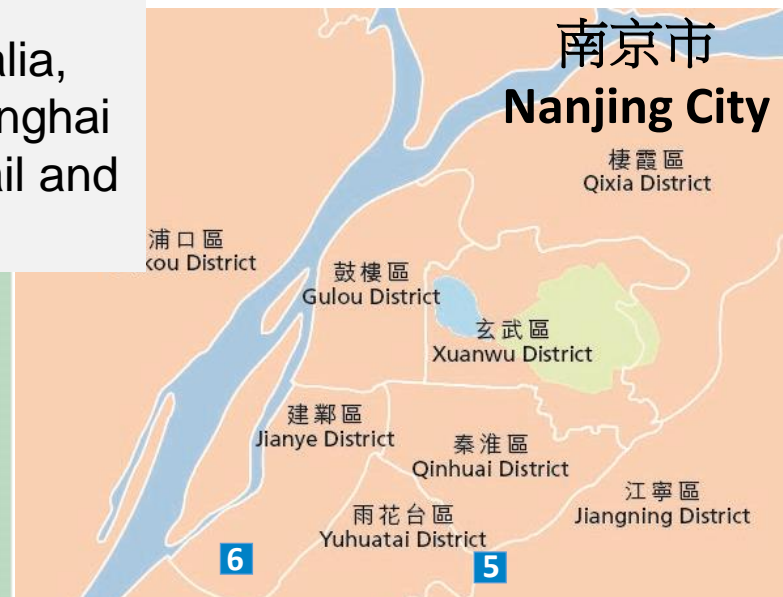 alia,
nghai
ail and
南京市
Nanjing City
棲霞區
Qixia District
浦口區
kou District
鼓樓區
Gulou District
玄武區
Xuanwu District
建鄴區
Jianye District
秦淮區
Qinhuai District
江寧區
Jiangning District
雨花台區
Yuhuatai District
6
5